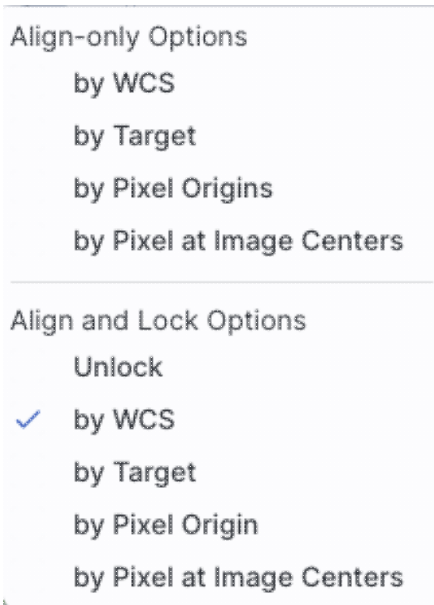 Align-only Options
by WCS
by Target
by Pixel Origins
by Pixel at Image Centers
Align and Lock Options
Unlock
by WCS
by Target
by Pixel Origin
by Pixel at Image Centers